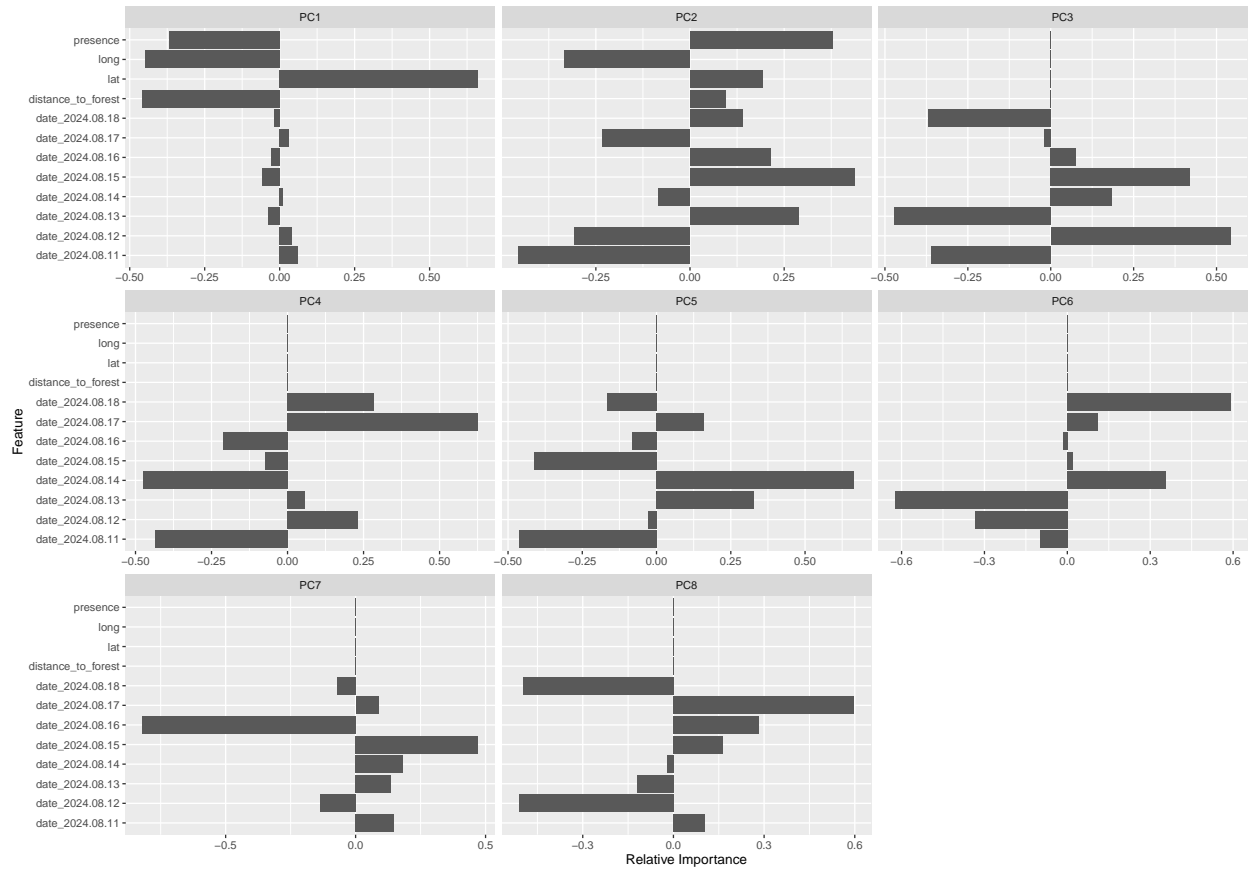 PC1
PC2
PC3
presence
long
lat
distance_to_forest
date_2024.08.18
date_2024.08.17
date_2024.08.16
date_2024.08.15
date_2024.08.14
date_2024.08.13
date_2024.08.12
date_2024.08.11
−0.50 −0.25 0.00 0.25
−0.25 0.00 0.25
−0.50 −0.25 0.00 0.25 0.50
PC4
PC5
PC6
presence
long
lat
distance_to_forest
date_2024.08.18
date_2024.08.17
date_2024.08.16
date_2024.08.15
date_2024.08.14
date_2024.08.13
date_2024.08.12
date_2024.08.11
−0.50 −0.25 0.00 0.25 0.50
−0.50 −0.25 0.00 0.25 0.50
−0.6 −0.3 0.0 0.3 0.6
Feature
PC7
PC8
presence
long
lat
distance_to_forest
date_2024.08.18
date_2024.08.17
date_2024.08.16
date_2024.08.15
date_2024.08.14
date_2024.08.13
date_2024.08.12
date_2024.08.11
−0.5 0.0 0.5
−0.3 0.0 0.3 0.6
Relative Importance